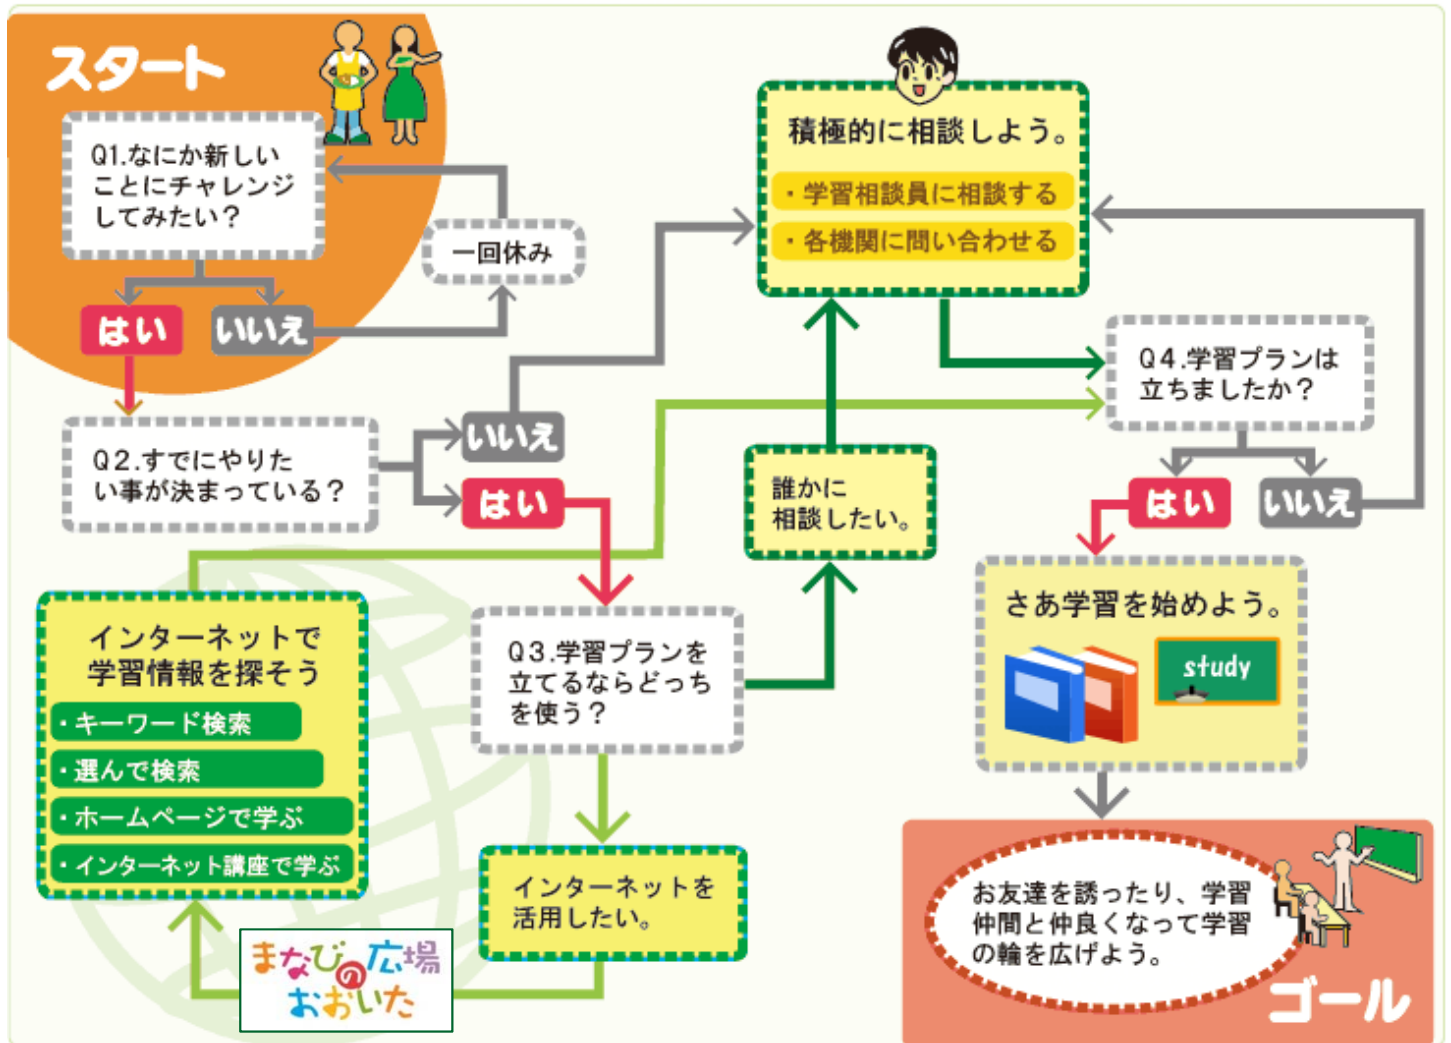 スタート
Q1.なにか新しい
ことにチャレンジ
してみたい？
はい
いいえ
一回休み
Q２.すでにやりた
い事が決まっている？
いいえ
はい
Q３.学習プランを
立てるならどっち
を使う？
誰かに
相談したい。
積極的に相談しよう。
・学習相談員に相談する
・各機関に問い合わせる
インターネットを
活用したい。
まなびの広場
おおいた
インターネットで
学習情報を探そう
・キーワード検索
・選んで検索
・ホームページで学ぶ
・インターネット講座で学ぶ
Q４.学習プランは
立ちましたか？
はい
いいえ
さあ学習を始めよう。
study
お友達を誘ったり、学習
仲間と仲良くなって学習
の輪を広げよう。
ゴール